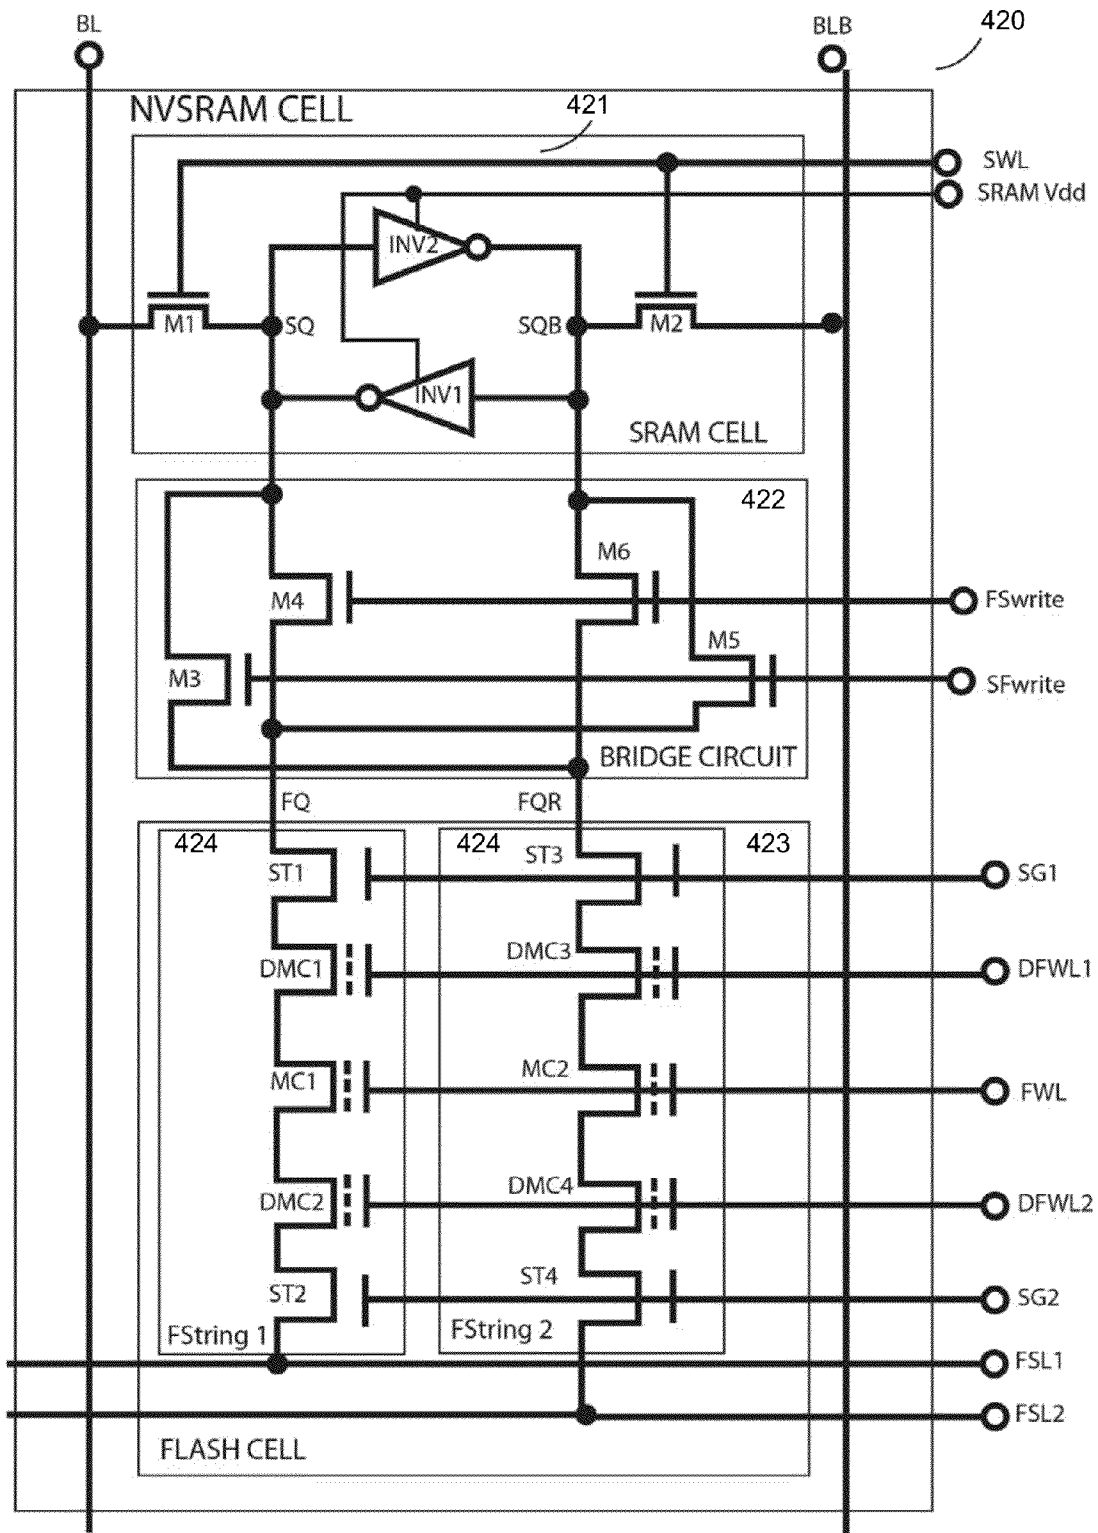 BL
BLB
420
NVSRAM CELL
421
SWL
SRAM Vdd
INV2
M1
SQ
SQB
M2
INV1
SRAM CELL
422
M6
M4
FSwrite
M5
M3
SFwrite
BRIDGE CIRCUIT
FQ
FQR
424
424
423
ST3
ST1
SG1
DMC3
DMC1
DFWL1
MC2
MC1
FWL
DMC4
DMC2
DFWL2
ST4
ST2
SG2
FString 1
FString 2
FSL1
FSL2
FLASH CELL